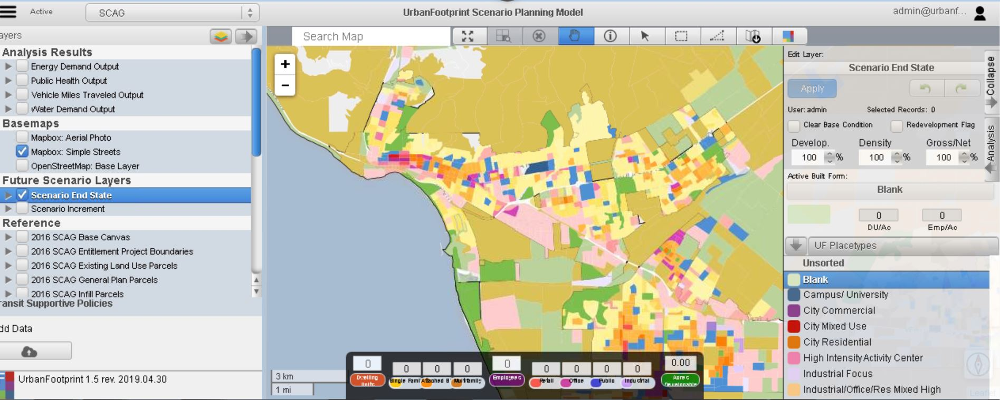 Active
SCAG
UrbanFootprint Scenario Planning Model
admin@urbanf...
ayers
Search Map
Analysis Results
Energy Demand Output
Public Health Output
Vehicle Miles Traveled Output
Water Demand Output
Basemaps
Mapbox: Aerial Photo
Mapbox: Simple Streets
OpenStreetMap: Base Layer
Future Scenario Layers
Scenario End State
Scenario Increment
Reference
2016 SCAG Base Canvas
2016 SCAG Entitlement Project Boundaries
2016 SCAG Existing Land Use Parcels
2016 SCAG General Plan Parcels
2016 SCAG Infill Parcels
ransit Supportive Policies
dd Data
UrbanFootprint 1.5 rev. 2019.04.30
+
−
3 km
1 mi
0 0 0 0 0 0 0 0 0 0.00
Dwelling Units
Single Fami
Attached
Multifamily
Employees
Retail
Office
Public
Industrial
Acres
Edit Layer:
Scenario End State
Apply
User: admin Selected Records: 0
Clear Base Condition Redevelopment Flag
Develop. Density Gross/Net
100 % 100 % 100 %
Active Built Form:
Blank
0 0
DU/Ac Emp/Ac
UF Placetypes
Unsorted
Blank
Campus/ University
City Commercial
City Mixed Use
City Residential
High Intensity Activity Center
Industrial Focus
Industrial/Office/Res Mixed High
Leaflet
Collapse
Analysis